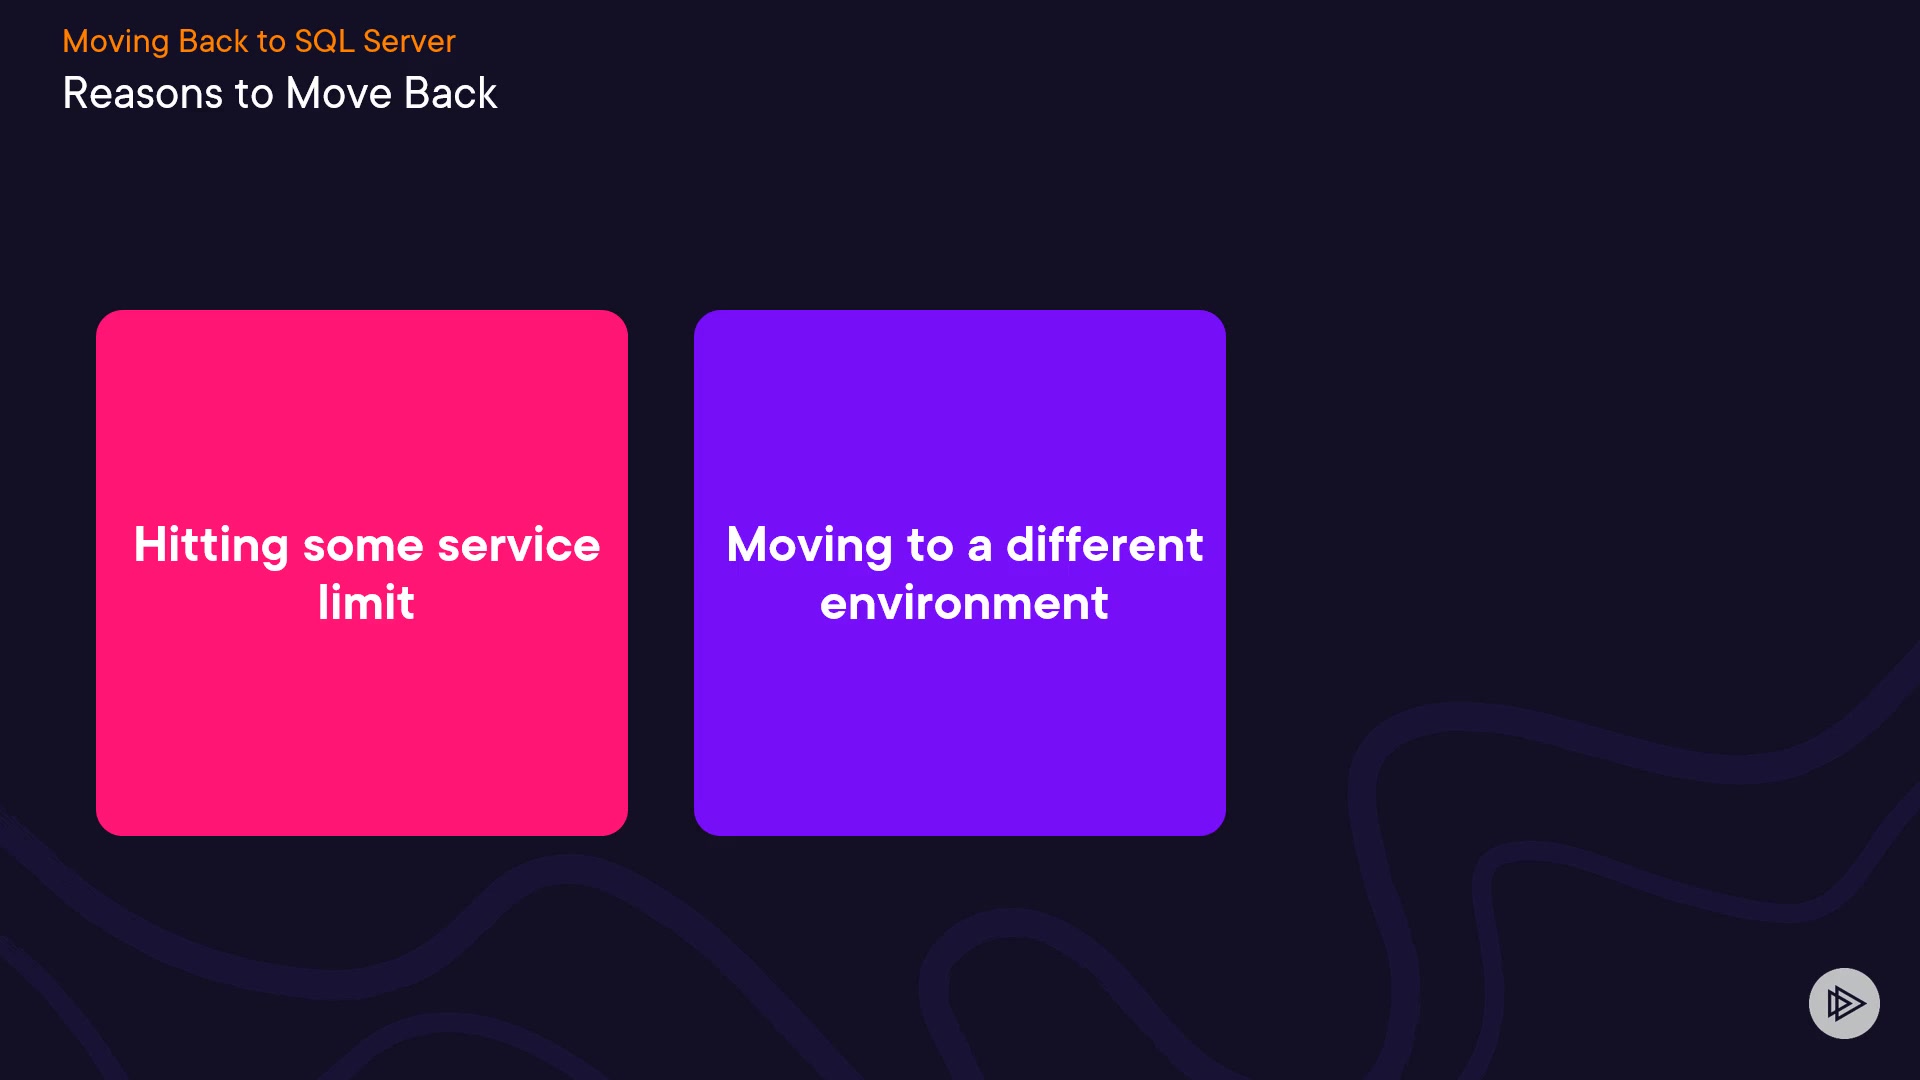 Moving Back to SQL Server
Reasons to Move Back
Hitting some service
limit
Moving to a different
environment